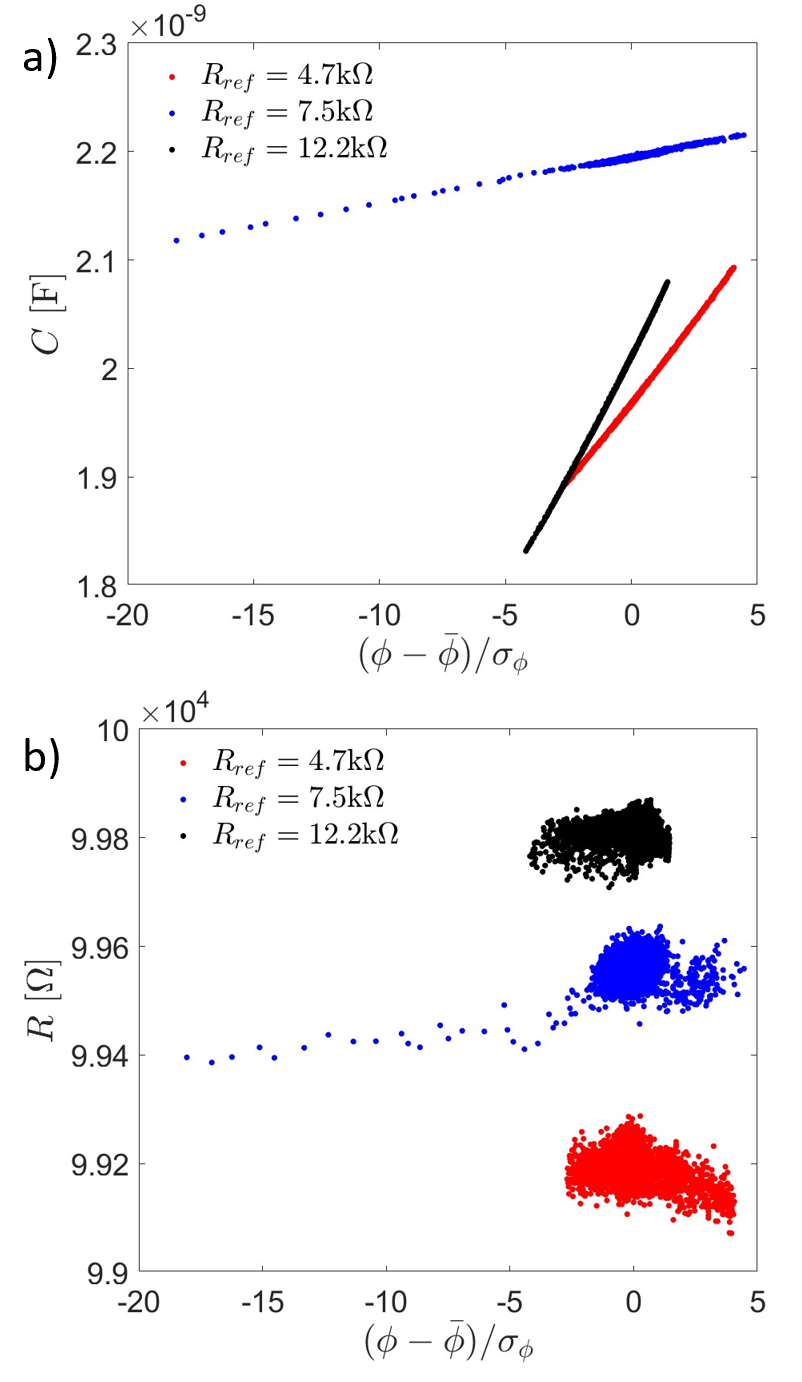 a)
×10⁻⁹
2.3
2.2
2.1
2
1.9
1.8
C [F]
R_ref = 4.7kΩ
R_ref = 7.5kΩ
R_ref = 12.2kΩ
-20 -15 -10 -5 0 5
(ϕ − ϕ̄)/σ_ϕ
b)
×10⁴
10
9.98
9.96
9.94
9.92
9.9
R [Ω]
R_ref = 4.7kΩ
R_ref = 7.5kΩ
R_ref = 12.2kΩ
-20 -15 -10 -5 0 5
(ϕ − ϕ̄)/σ_ϕ